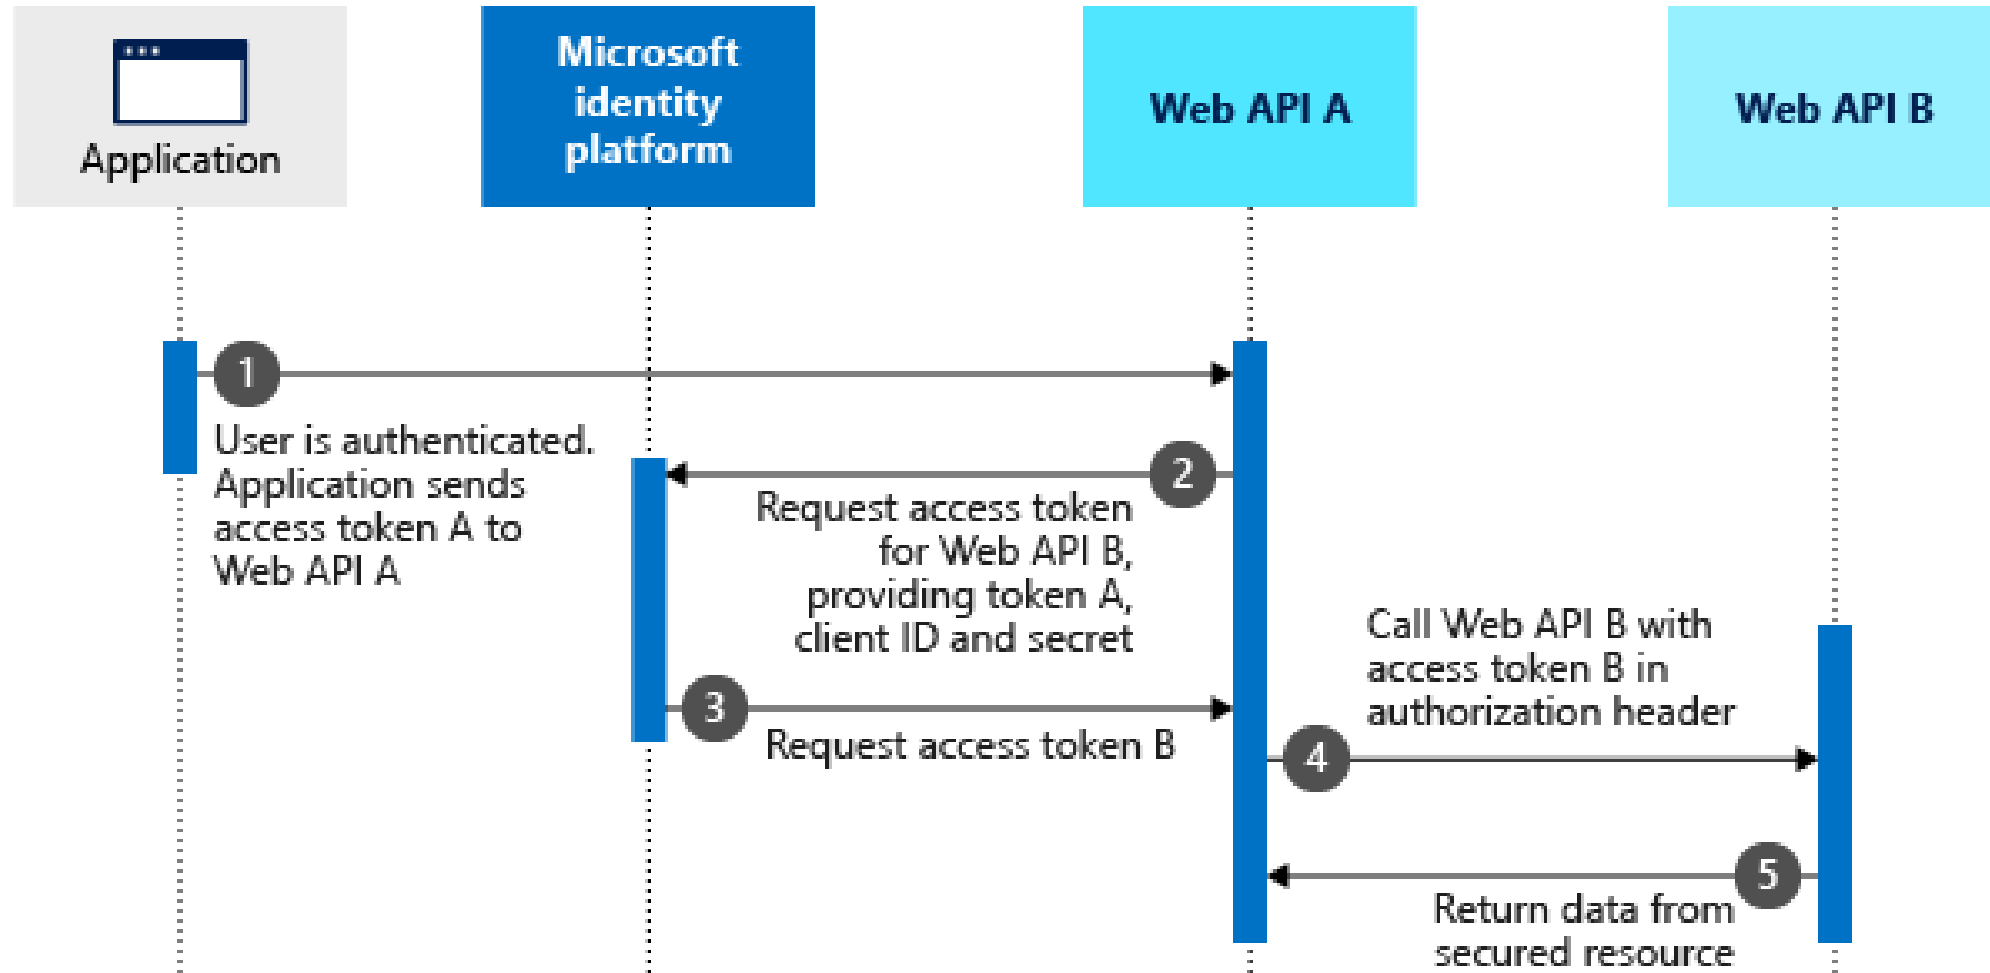 Application
Microsoft
identity
platform
Web API A
Web API B
1
User is authenticated.
Application sends
access token A to
Web API A
2
Request access token
for Web API B,
providing token A,
client ID and secret
3
Request access token B
Call Web API B with
access token B in
authorization header
4
5
Return data from
secured resource